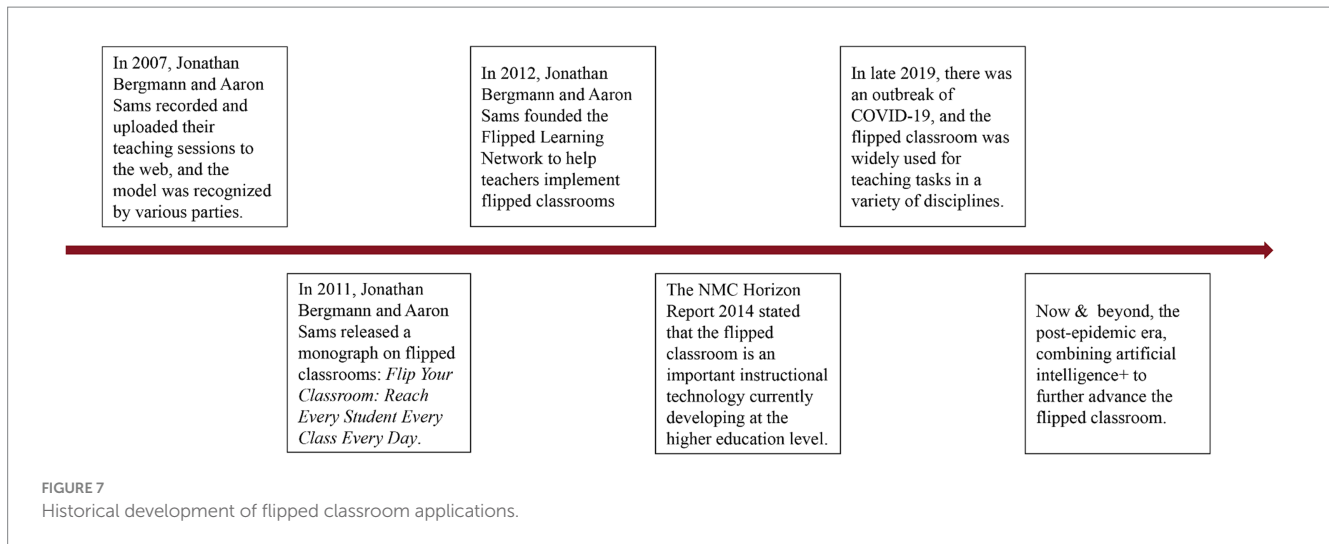 In 2007, Jonathan
Bergmann and Aaron
Sams recorded and
uploaded their
teaching sessions to
the web, and the
model was recognized
by various parties.
In 2011, Jonathan
Bergmann and Aaron
Sams released a
monograph on flipped
classrooms: Flip Your
Classroom: Reach
Every Student Every
Class Every Day.
In 2012, Jonathan
Bergmann and Aaron
Sams founded the
Flipped Learning
Network to help
teachers implement
flipped classrooms
The NMC Horizon
Report 2014 stated
that the flipped
classroom is an
important instructional
technology currently
developing at the
higher education level.
In late 2019, there was
an outbreak of
COVID-19, and the
flipped classroom was
widely used for
teaching tasks in a
variety of disciplines.
Now & beyond, the
post-epidemic era,
combining artificial
intelligence+ to
further advance the
flipped classroom.
FIGURE 7
Historical development of flipped classroom applications.